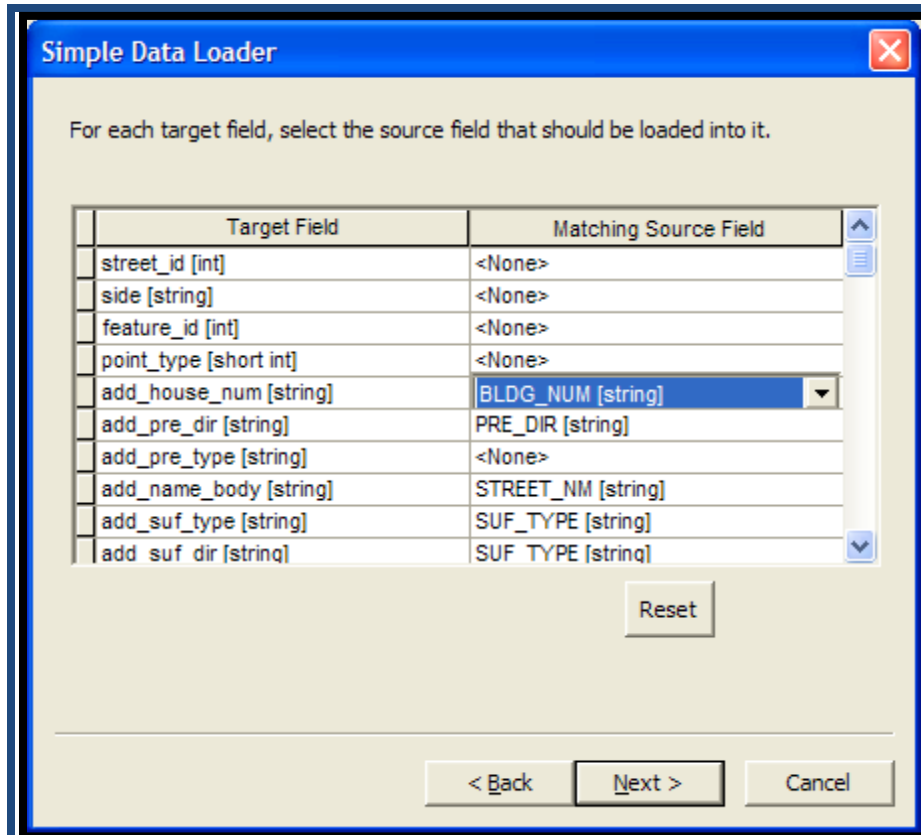 Simple Data Loader
For each target field, select the source field that should be loaded into it.
Target Field Matching Source Field
street_id [int] <None>
side [string] <None>
feature_id [int] <None>
point_type [short int] <None>
add_house_num [string] BLDG_NUM [string]
add_pre_dir [string] PRE_DIR [string]
add_pre_type [string] <None>
add_name_body [string] STREET_NM [string]
add_suf_type [string] SUF_TYPE [string]
add_suf_dir [string] SUF_TYPE [string]
Reset
< Back Next > Cancel